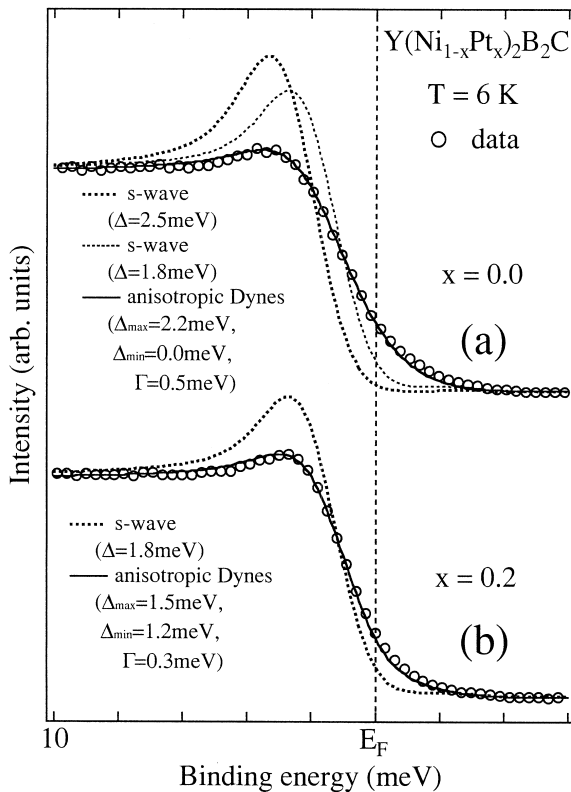 Y(Ni1-xPtx)2B2C
T = 6 K
data
s-wave
(Δ=2.5meV)
s-wave
(Δ=1.8meV)
anisotropic Dynes
(Δmax=2.2meV,
Δmin=0.0meV,
Γ=0.5meV)
x = 0.0
(a)
Intensity (arb. units)
s-wave
(Δ=1.8meV)
anisotropic Dynes
(Δmax=1.5meV,
Δmin=1.2meV,
Γ=0.3meV)
x = 0.2
(b)
10
EF
Binding energy (meV)